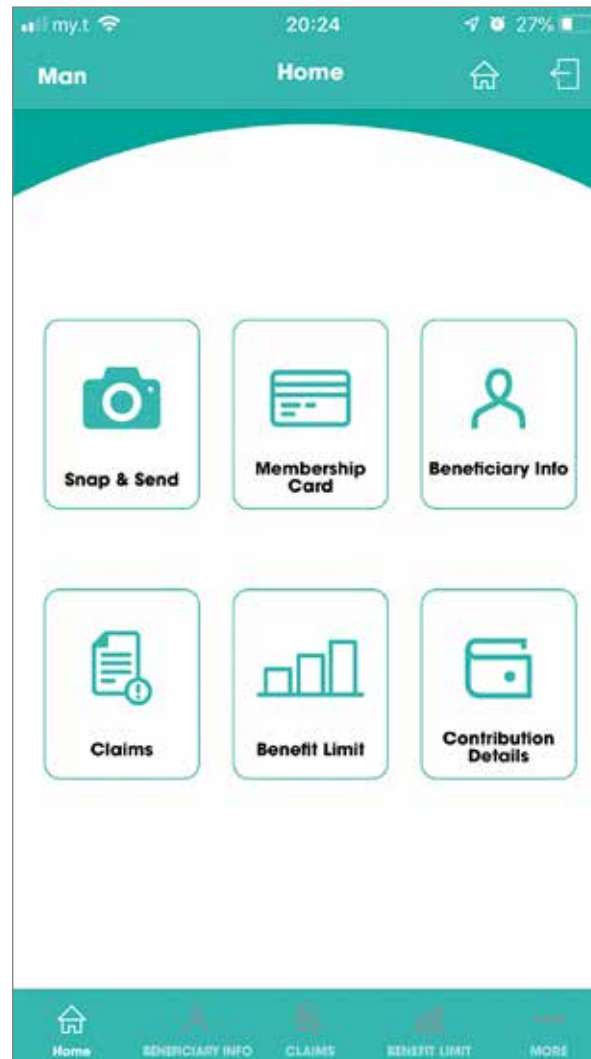 my.t 20:24 27%
Man Home
Snap & Send
Membership
Card
Beneficiary Info
Claims
Benefit Limit
Contribution
Details
Home BENEFICIARY INFO CLAIMS BENEFIT LIMIT MORE